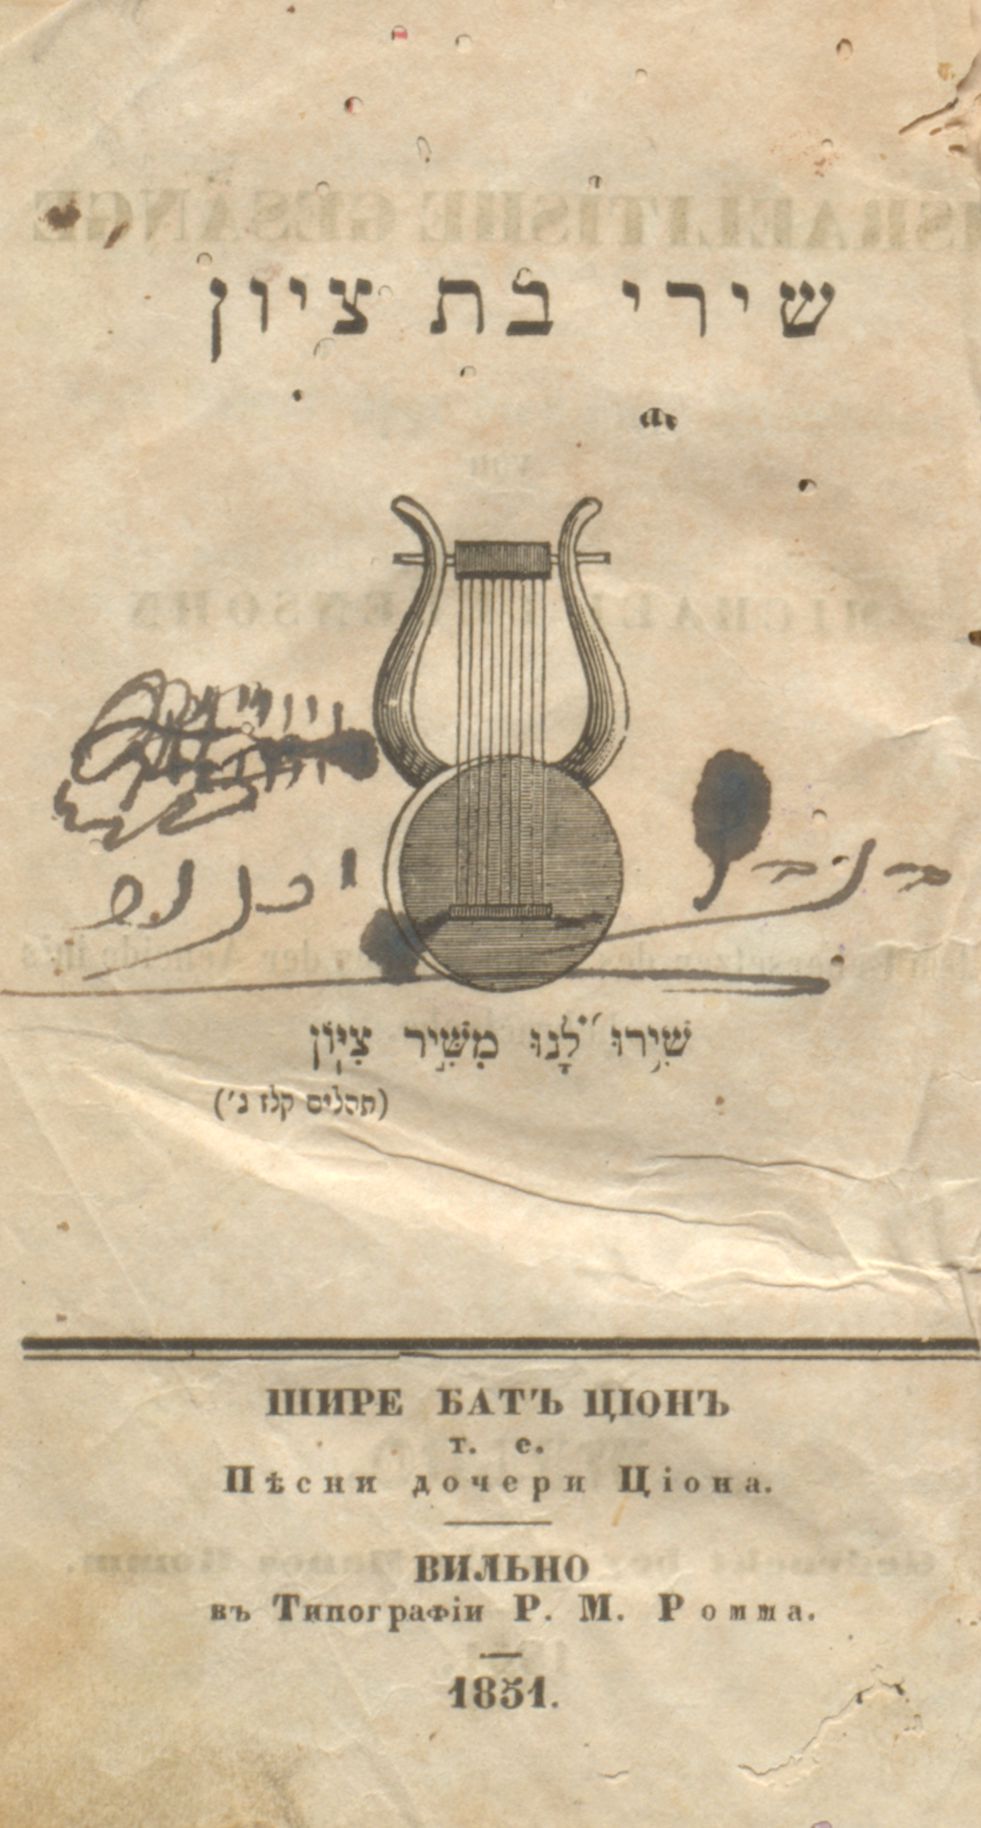 שירי בת ציון
שִׁירוּ לָנוּ מִשִּׁיר צִיּוֹן
(תהלים קלז ג׳)
ШИРЕ БАТЪ ЦІОНЪ
т. е.
Пѣсни дочери Ціона.
ВИЛЬНО
въ Типографіи Р. М. Ромма.
1851.